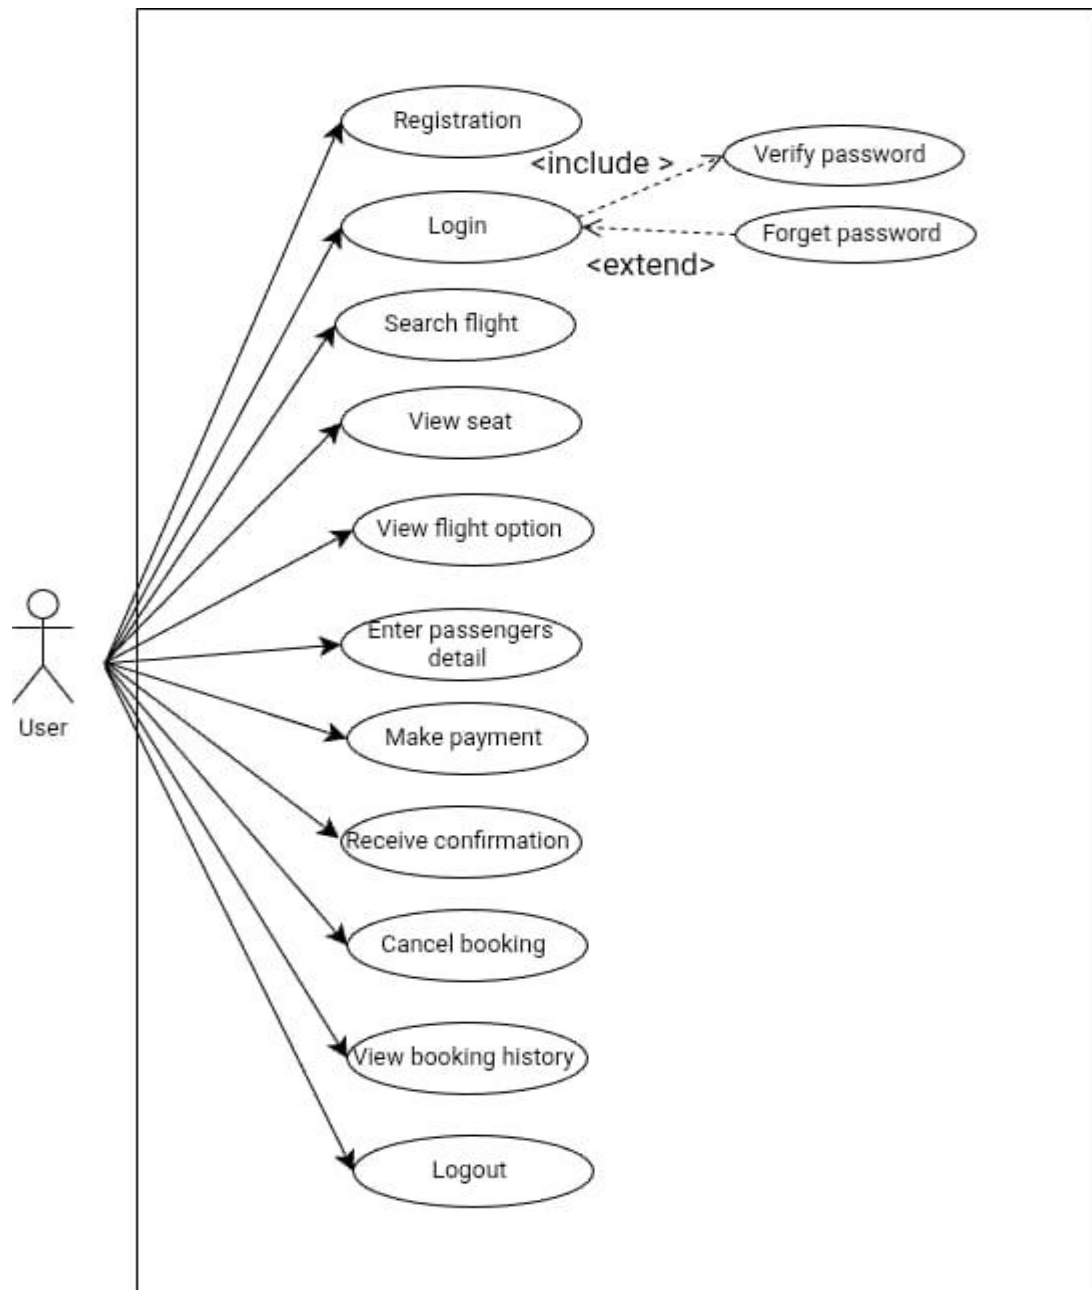 Registration
<include >
Verify password
Login
Forget password
<extend>
Search flight
View seat
View flight option
Enter passengers
detail
User
Make payment
Receive confirmation
Cancel booking
View booking history
Logout